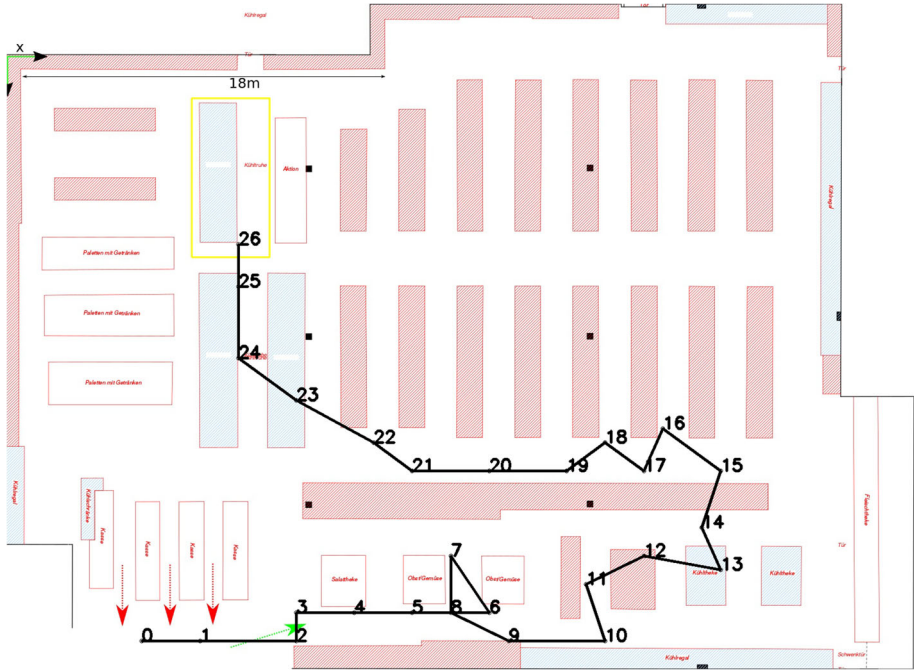 Kühlregal
Tür
x
18m
Tür
Kühltruhe
Aktion
Kühlregal
Paletten mit Getränken
Paletten mit Getränken
Paletten mit Getränken
26
25
24
23
22
21
20
19
18
17
16
15
14
13
12
11
10
9
8
7
6
5
4
3
2
1
0
Kühlregal
Kühlschränke
Kasse
Kasse
Kasse
Kasse
Salattheke
Obst/Gemüse
Obst/Gemüse
Kühltheke
Kühltheke
Fleischtheke
Tür
Kühlregal
Schwenktür